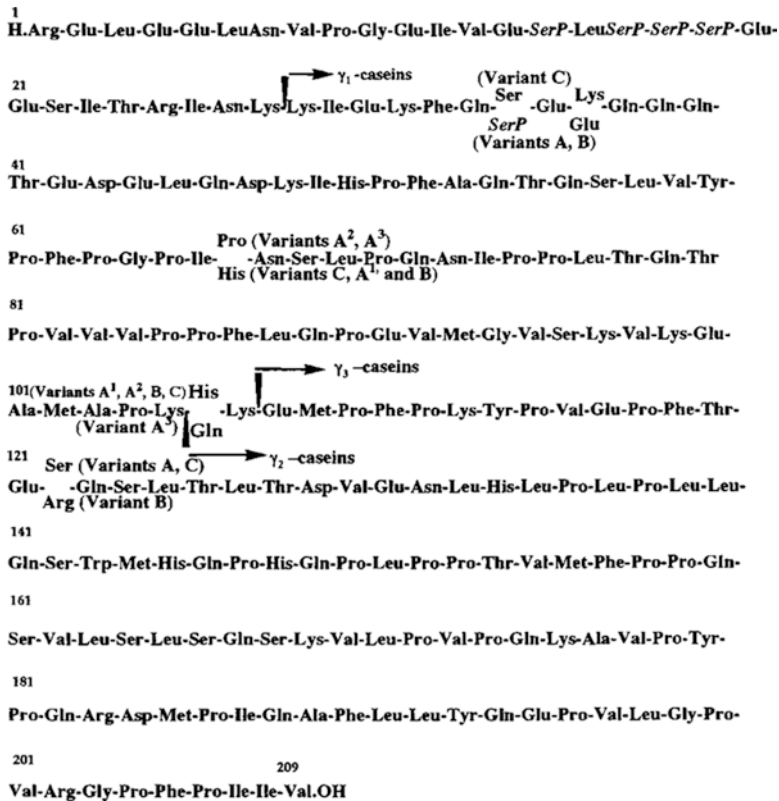 1
H.Arg-Glu-Leu-Glu-Glu-LeuAsn-Val-Pro-Gly-Glu-Ile-Val-Glu-SerP-LeuSerP-SerP-SerP-Glu-
21
γ1 -caseins
(Variant C)
Ser Lys
Glu-Ser-Ile-Thr-Arg-Ile-Asn-Lys-Lys-Ile-Glu-Lys-Phe-Gln- -Glu- -Gln-Gln-Gln-
SerP Glu
(Variants A, B)
41
Thr-Glu-Asp-Glu-Leu-Gln-Asp-Lys-Ile-His-Pro-Phe-Ala-Gln-Thr-Gln-Ser-Leu-Val-Tyr-
61
Pro (Variants A², A³)
Pro-Phe-Pro-Gly-Pro-Ile- -Asn-Ser-Leu-Pro-Gln-Asn-Ile-Pro-Pro-Leu-Thr-Gln-Thr
His (Variants C, A¹, and B)
81
Pro-Val-Val-Val-Pro-Pro-Phe-Leu-Gln-Pro-Glu-Val-Met-Gly-Val-Ser-Lys-Val-Lys-Glu-
γ3 -caseins
101(Variants A¹, A², B, C) His
Ala-Met-Ala-Pro-Lys- -Lys-Glu-Met-Pro-Phe-Pro-Lys-Tyr-Pro-Val-Glu-Pro-Phe-Thr-
(Variant A³) Gln
121
Ser (Variants A, C)
γ2 -caseins
Glu- -Gln-Ser-Leu-Thr-Leu-Thr-Asp-Val-Glu-Asn-Leu-His-Leu-Pro-Leu-Pro-Leu-Leu-
Arg (Variant B)
141
Gln-Ser-Trp-Met-His-Gln-Pro-His-Gln-Pro-Leu-Pro-Pro-Thr-Val-Met-Phe-Pro-Pro-Gln-
161
Ser-Val-Leu-Ser-Leu-Ser-Gln-Ser-Lys-Val-Leu-Pro-Val-Pro-Gln-Lys-Ala-Val-Pro-Tyr-
181
Pro-Gln-Arg-Asp-Met-Pro-Ile-Gln-Ala-Phe-Leu-Leu-Tyr-Gln-Glu-Pro-Val-Leu-Gly-Pro-
201 209
Val-Arg-Gly-Pro-Phe-Pro-Ile-Ile-Val.OH